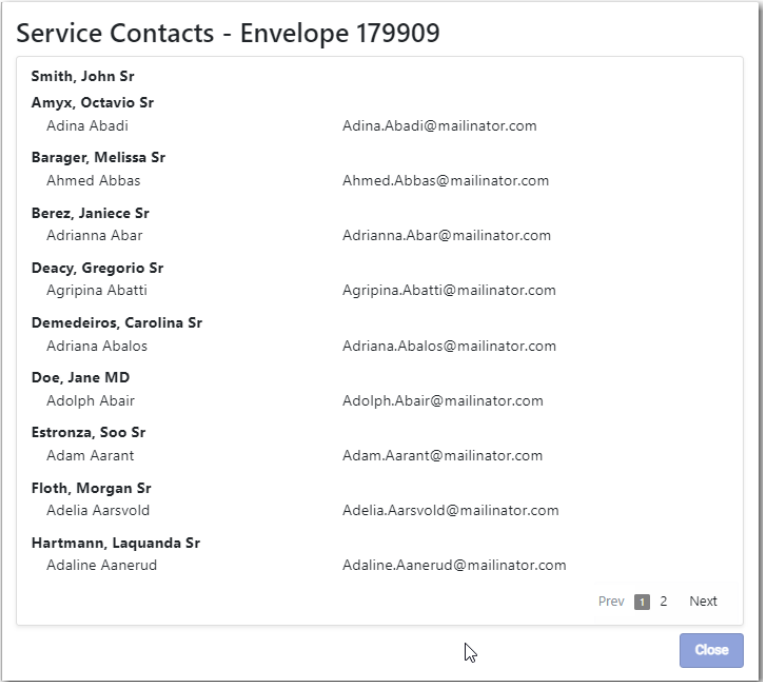 Service Contacts - Envelope 179909
Smith, John Sr
Amyx, Octavio Sr
Adina Abadi Adina.Abadi@mailinator.com
Barager, Melissa Sr
Ahmed Abbas Ahmed.Abbas@mailinator.com
Berez, Janiece Sr
Adrianna Abar Adrianna.Abar@mailinator.com
Deacy, Gregorio Sr
Agripina Abatti Agripina.Abatti@mailinator.com
Demedeiros, Carolina Sr
Adriana Abalos Adriana.Abalos@mailinator.com
Doe, Jane MD
Adolph Abair Adolph.Abair@mailinator.com
Estronza, Soo Sr
Adam Aarant Adam.Aarant@mailinator.com
Floth, Morgan Sr
Adelia Aarsvold Adelia.Aarsvold@mailinator.com
Hartmann, Laquanda Sr
Adaline Aanerud Adaline.Aanerud@mailinator.com
Prev 1 2 Next
Close